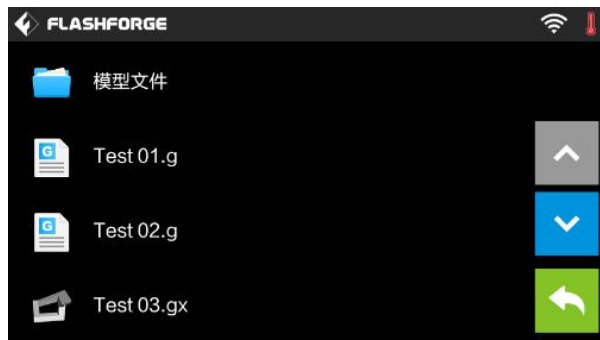 FLASHFORGE
模型文件
G
Test 01.g
G
Test 02.g
Test 03.gx